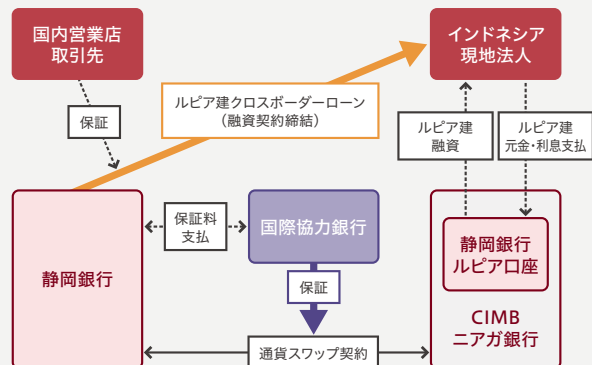 国内営業店
取引先
インドネシア
現地法人
ルピア建クロスボーダーローン
（融資契約締結）
保証
ルピア建
融資
ルピア建
元金・利息支払
静岡銀行
保証料
支払
国際協力銀行
静岡銀行
ルピア口座
保証
CIMB
ニアガ銀行
通貨スワップ契約